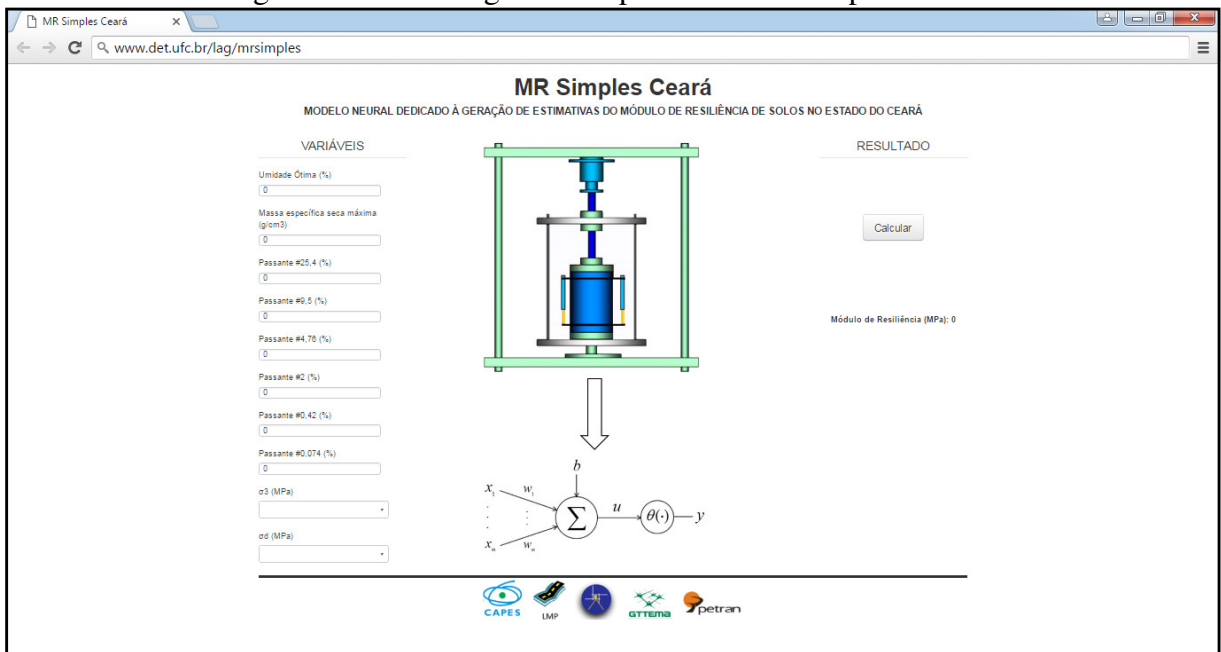 MR Simples Ceará
www.det.ufc.br/lag/mrsimples
MR Simples Ceará
MODELO NEURAL DEDICADO À GERAÇÃO DE ESTIMATIVAS DO MÓDULO DE RESILIÊNCIA DE SOLOS NO ESTADO DO CEARÁ
VARIÁVEIS
Umidade Ótima (%)
0
Massa específica seca máxima
(g/cm3)
0
Passante #25,4 (%)
0
Passante #9,5 (%)
0
Passante #4,76 (%)
0
Passante #2 (%)
0
Passante #0,42 (%)
0
Passante #0,074 (%)
0
σ3 (MPa)
σd (MPa)
b
x₁ w₁
Σ u θ(·) y
xₙ wₙ
RESULTADO
Calcular
Módulo de Resiliência (MPa): 0
CAPES
LMP
GTTEMA
petran